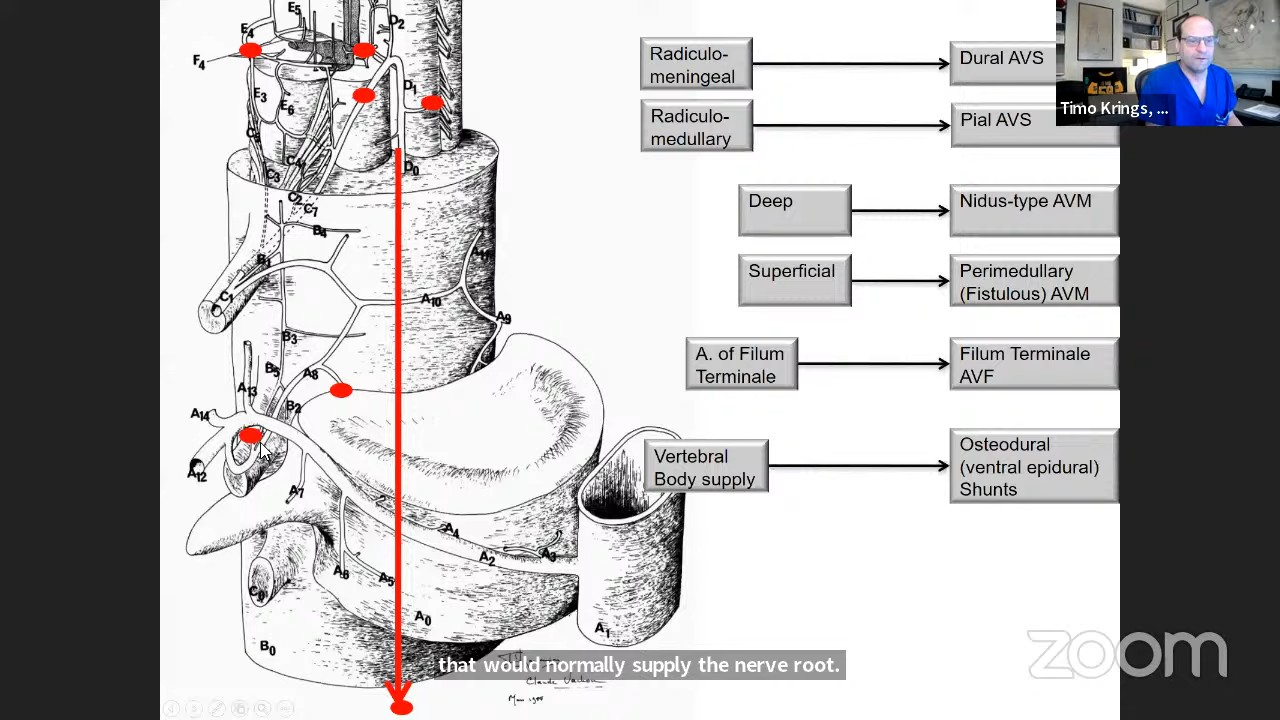 E5
D2
E4
F4
D1
E3
E6
C4
C3
D0
C2
C7
B4
B1
C1
A10
A9
B3
B5
A8
A13
B2
A14
A12
A7
A4
A3
A2
A6
A5
C9
A0
A1
B0
Radiculo-
meningeal
Dural AVS
Radiculo-
medullary
Pial AVS
Deep
Nidus-type AVM
Superficial
Perimedullary
(Fistulous) AVM
A. of Filum
Terminale
Filum Terminale
AVF
Vertebral
Body supply
Osteodural
(ventral epidural)
Shunts
Timo Krings, ...
that would normally supply the nerve root.
zoom